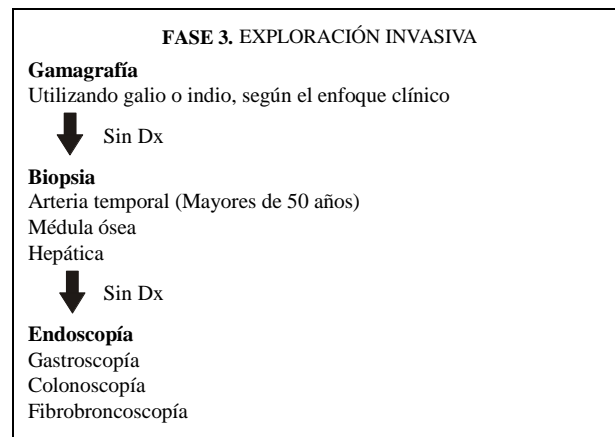 FASE 3. EXPLORACIÓN INVASIVA
Gamagrafía
Utilizando galio o indio, según el enfoque clínico
Sin Dx
Biopsia
Arteria temporal (Mayores de 50 años)
Médula ósea
Hepática
Sin Dx
Endoscopía
Gastroscopía
Colonoscopía
Fibrobroncoscopía